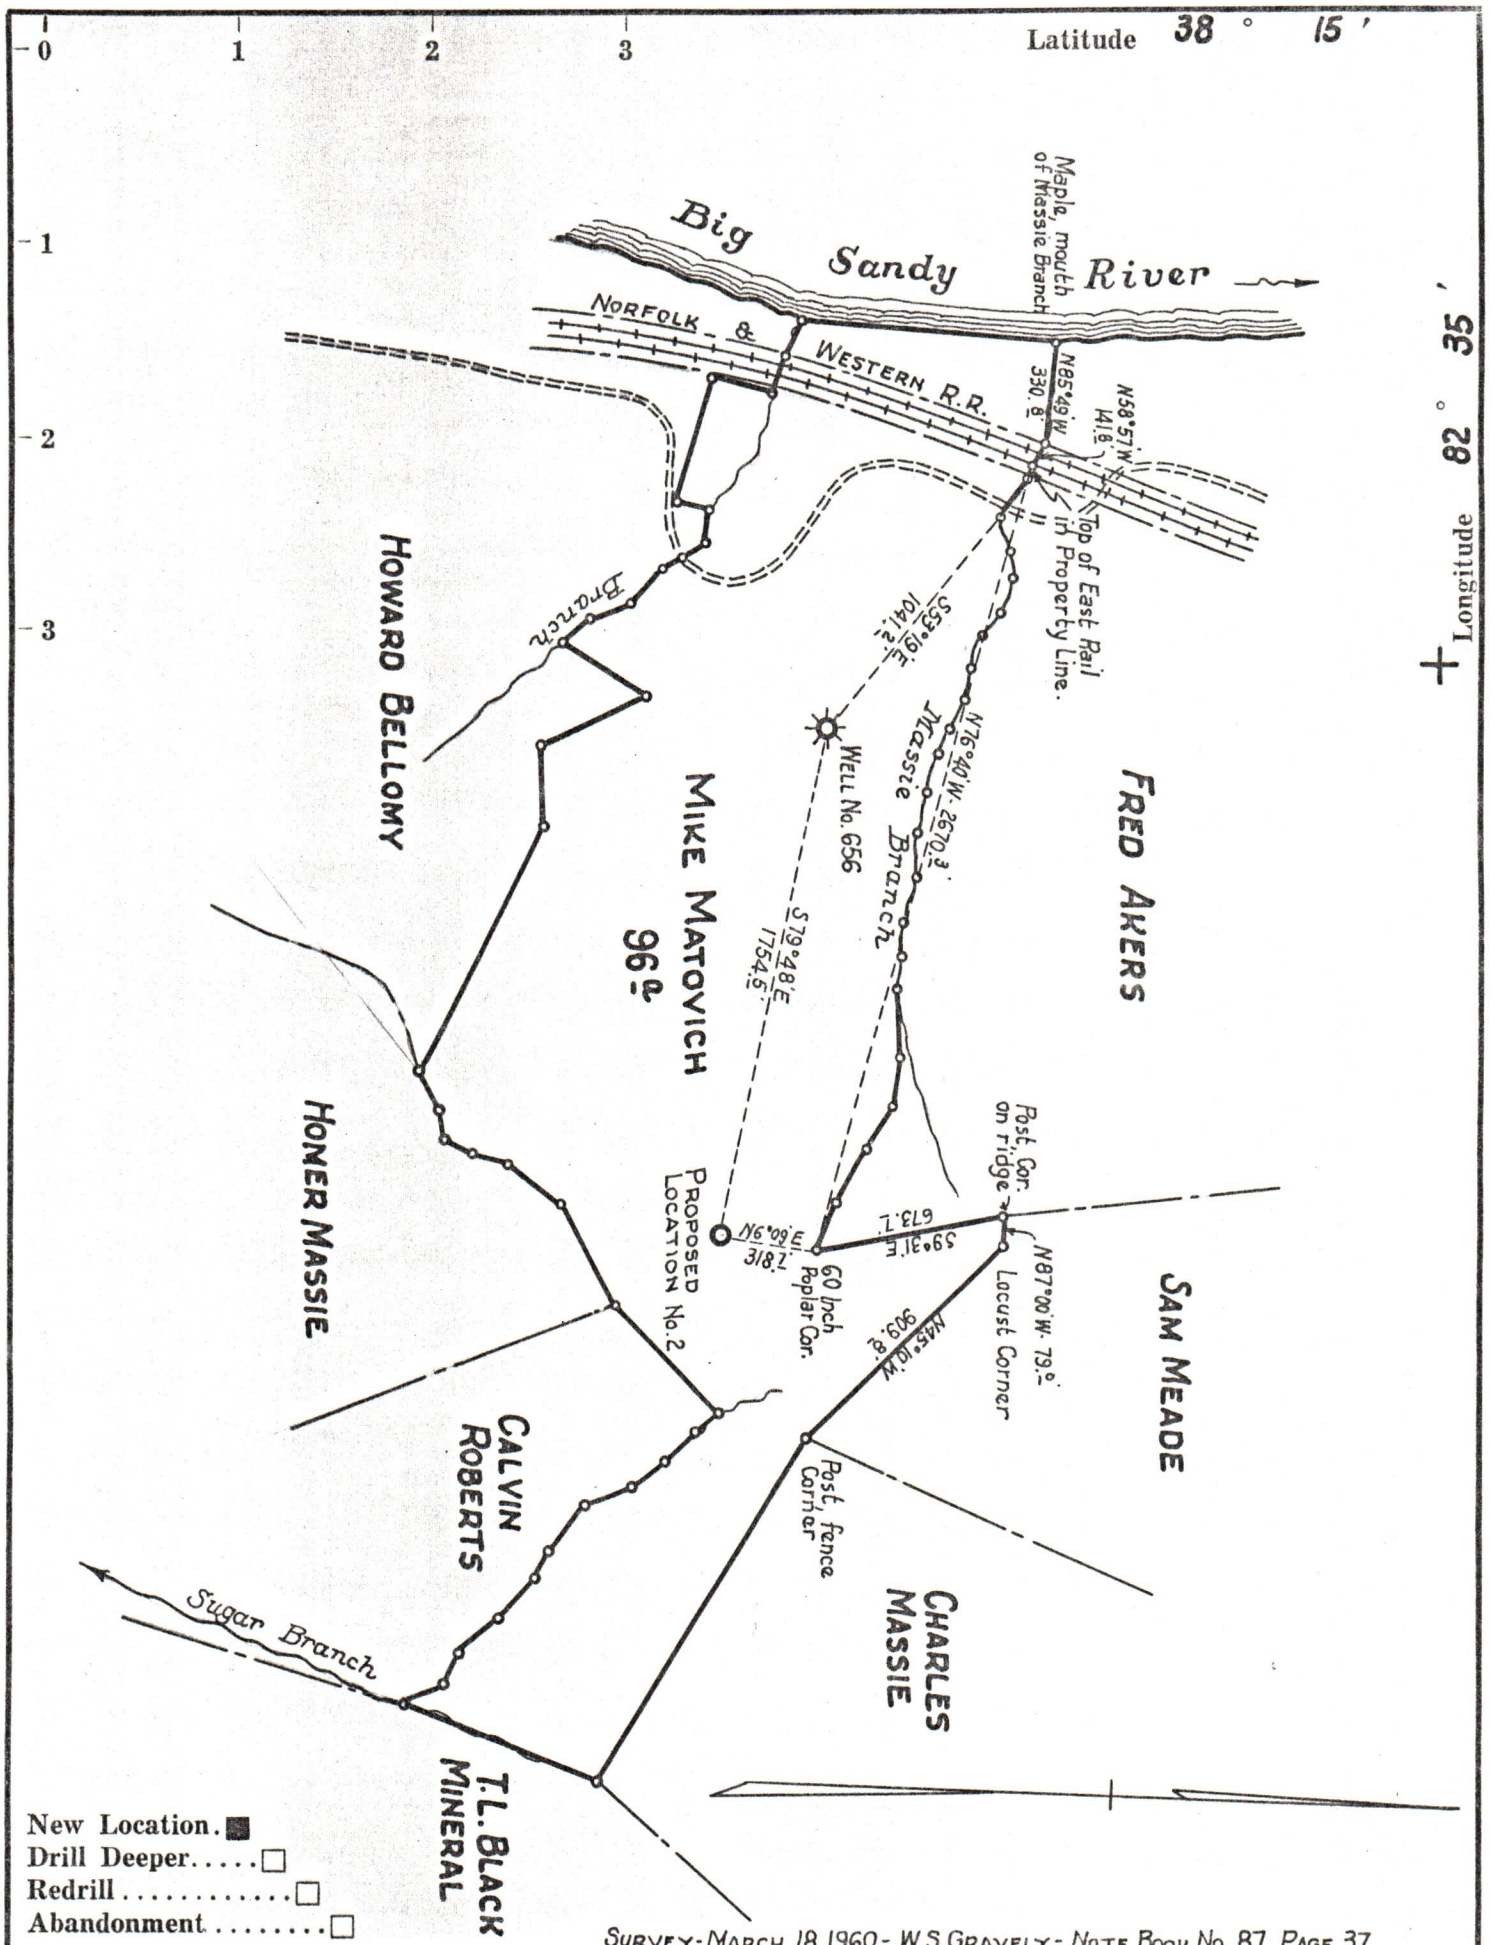 0 1 2 3 Latitude 38 ° 15 '
1
2
3
82 ° 35 '
Longitude
Big Sandy River
Maple, mouth
of Massie Branch
NORFOLK & WESTERN R.R.
N85°49'W
330.8'
N58°57'W
141.8'
Top of East Rail
in Property Line.
S53°19'E
1041.2'
Branch
HOWARD BELLOMY
WELL No. 656
Massie Branch
N76°40'W - 2670.3'
FRED AKERS
MIKE MATOVICH
96a
S79°48'E
1754.6'
Post, Cor.
on ridge
673.7'
S9°31'E
N87°00'W - 79.0'
Locust Corner
SAM MEADE
HOMER MASSIE
PROPOSED
LOCATION No. 2
N6°09'E
318.7'
60 Inch
Poplar Cor.
N45°10'W
909.8'
Post, fence
Corner
CALVIN
ROBERTS
CHARLES
MASSIE
Sugar Branch
T.L. BLACK
MINERAL
New Location.
Drill Deeper.....
Redrill............
Abandonment........
SURVEY - MARCH 18 1960 - W.S. GRAVELY - NOTE BOOK No. 87 PAGE 37